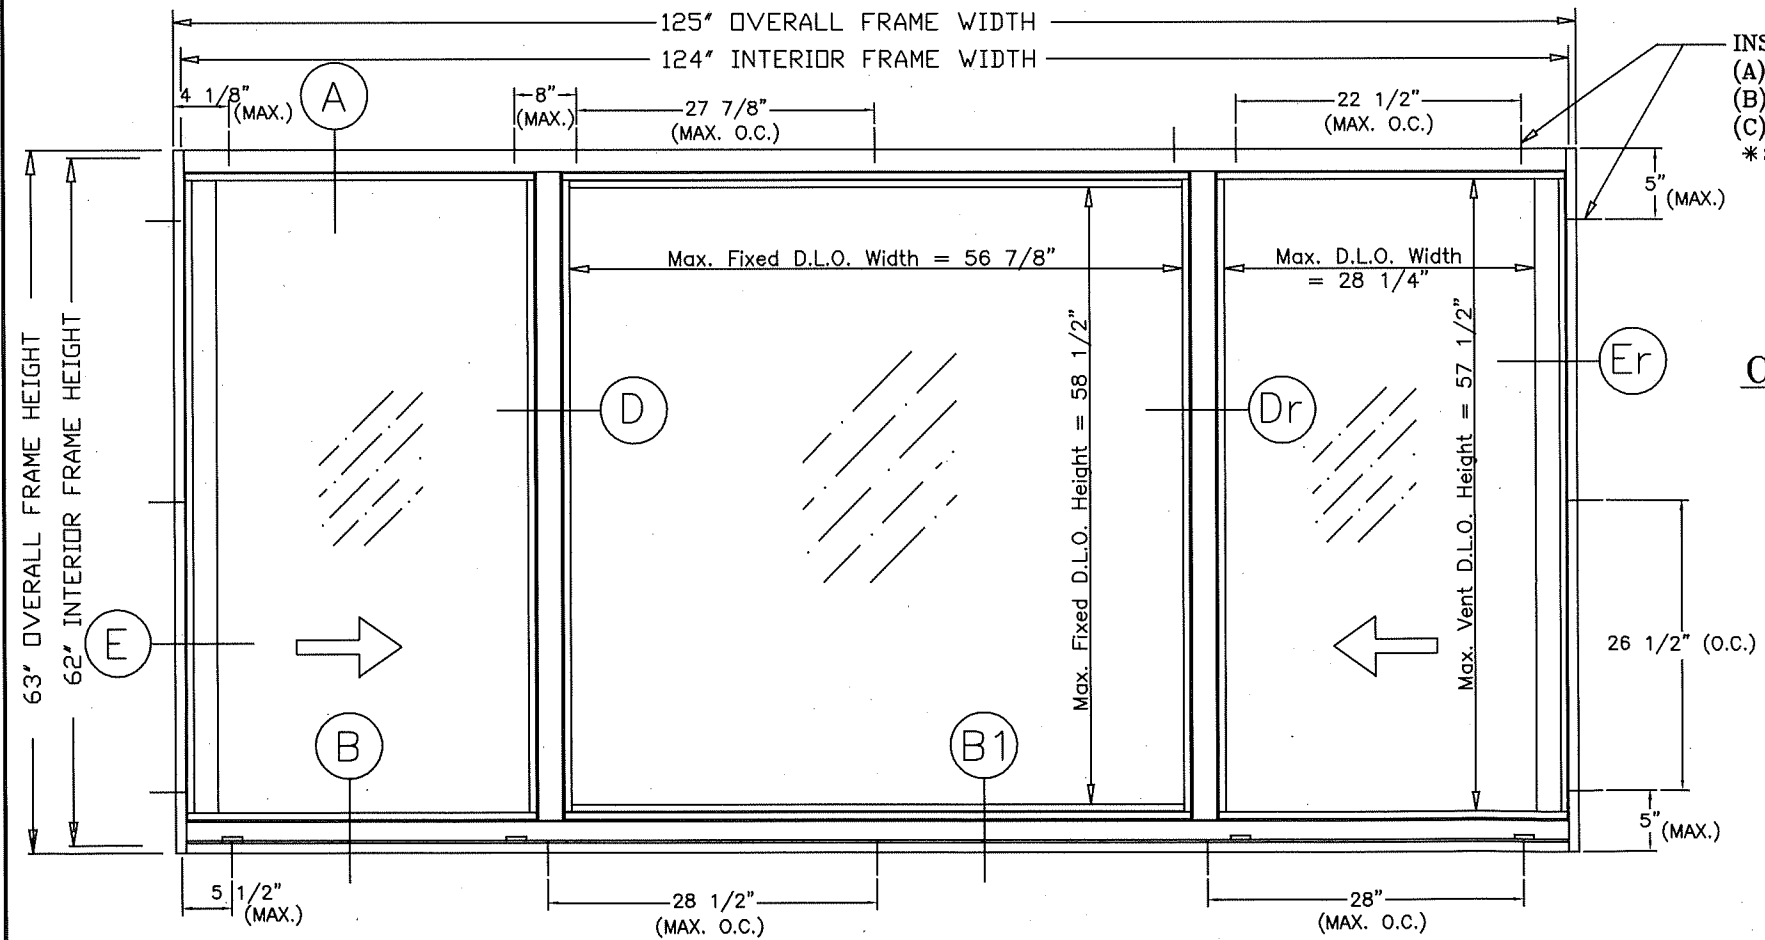 125" OVERALL FRAME WIDTH
124" INTERIOR FRAME WIDTH
INS
(A)
(B)
(C)
*
4 1/8"
(MAX.)
A
8"
(MAX.)
27 7/8"
(MAX. O.C.)
22 1/2"
(MAX. O.C.)
5"
(MAX.)
Max. Fixed D.L.O. Width = 56 7/8"
Max. D.L.O. Width
= 28 1/4"
63" OVERALL FRAME HEIGHT
62" INTERIOR FRAME HEIGHT
Max. Fixed D.L.O. Height = 58 1/2"
Max. Vent D.L.O. Height = 57 1/2"
Er
D
Dr
E
26 1/2" (O.C.)
B
B1
5"
(MAX.)
5 1/2"
(MAX.)
28 1/2"
(MAX. O.C.)
28"
(MAX. O.C.)